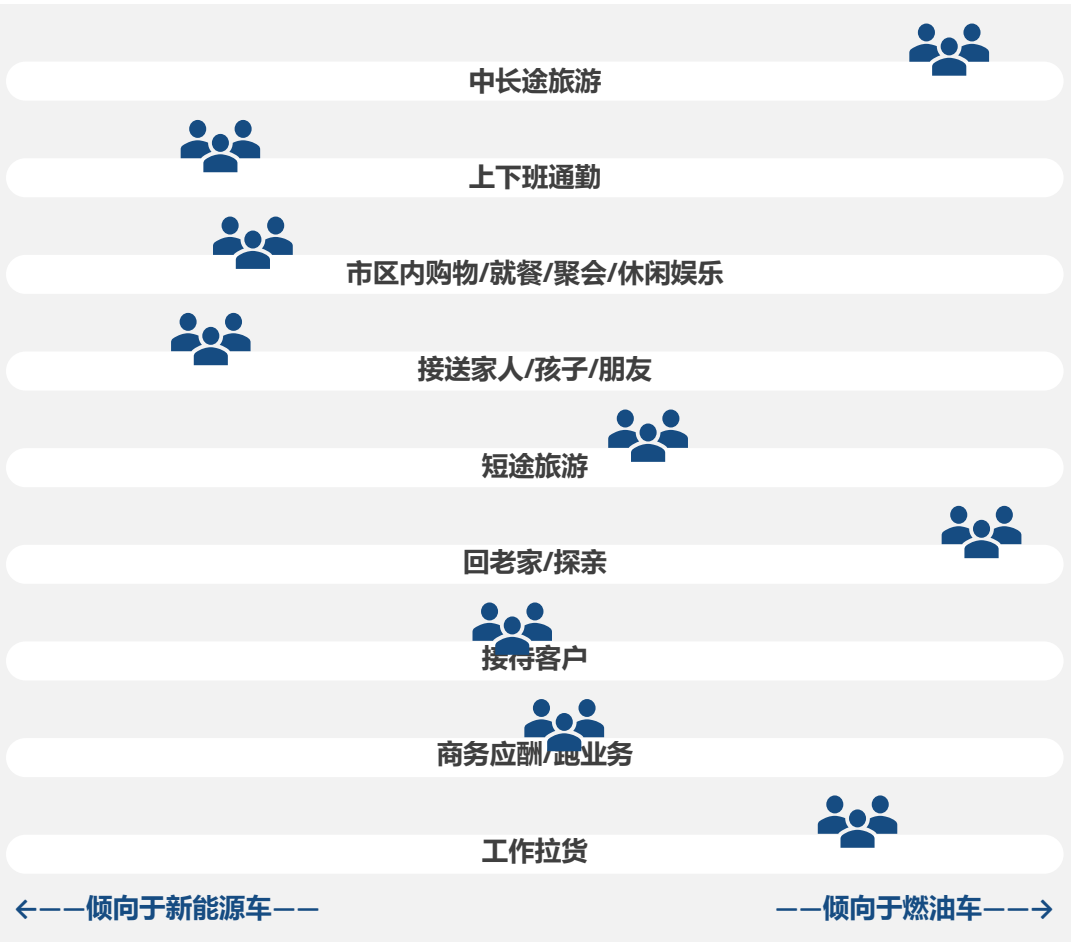 中长途旅游
上下班通勤
市区内购物/就餐/聚会/休闲娱乐
接送家人/孩子/朋友
短途旅游
回老家/探亲
接待客户
商务应酬/跑业务
工作拉货
←——倾向于新能源车—— ——倾向于燃油车——→